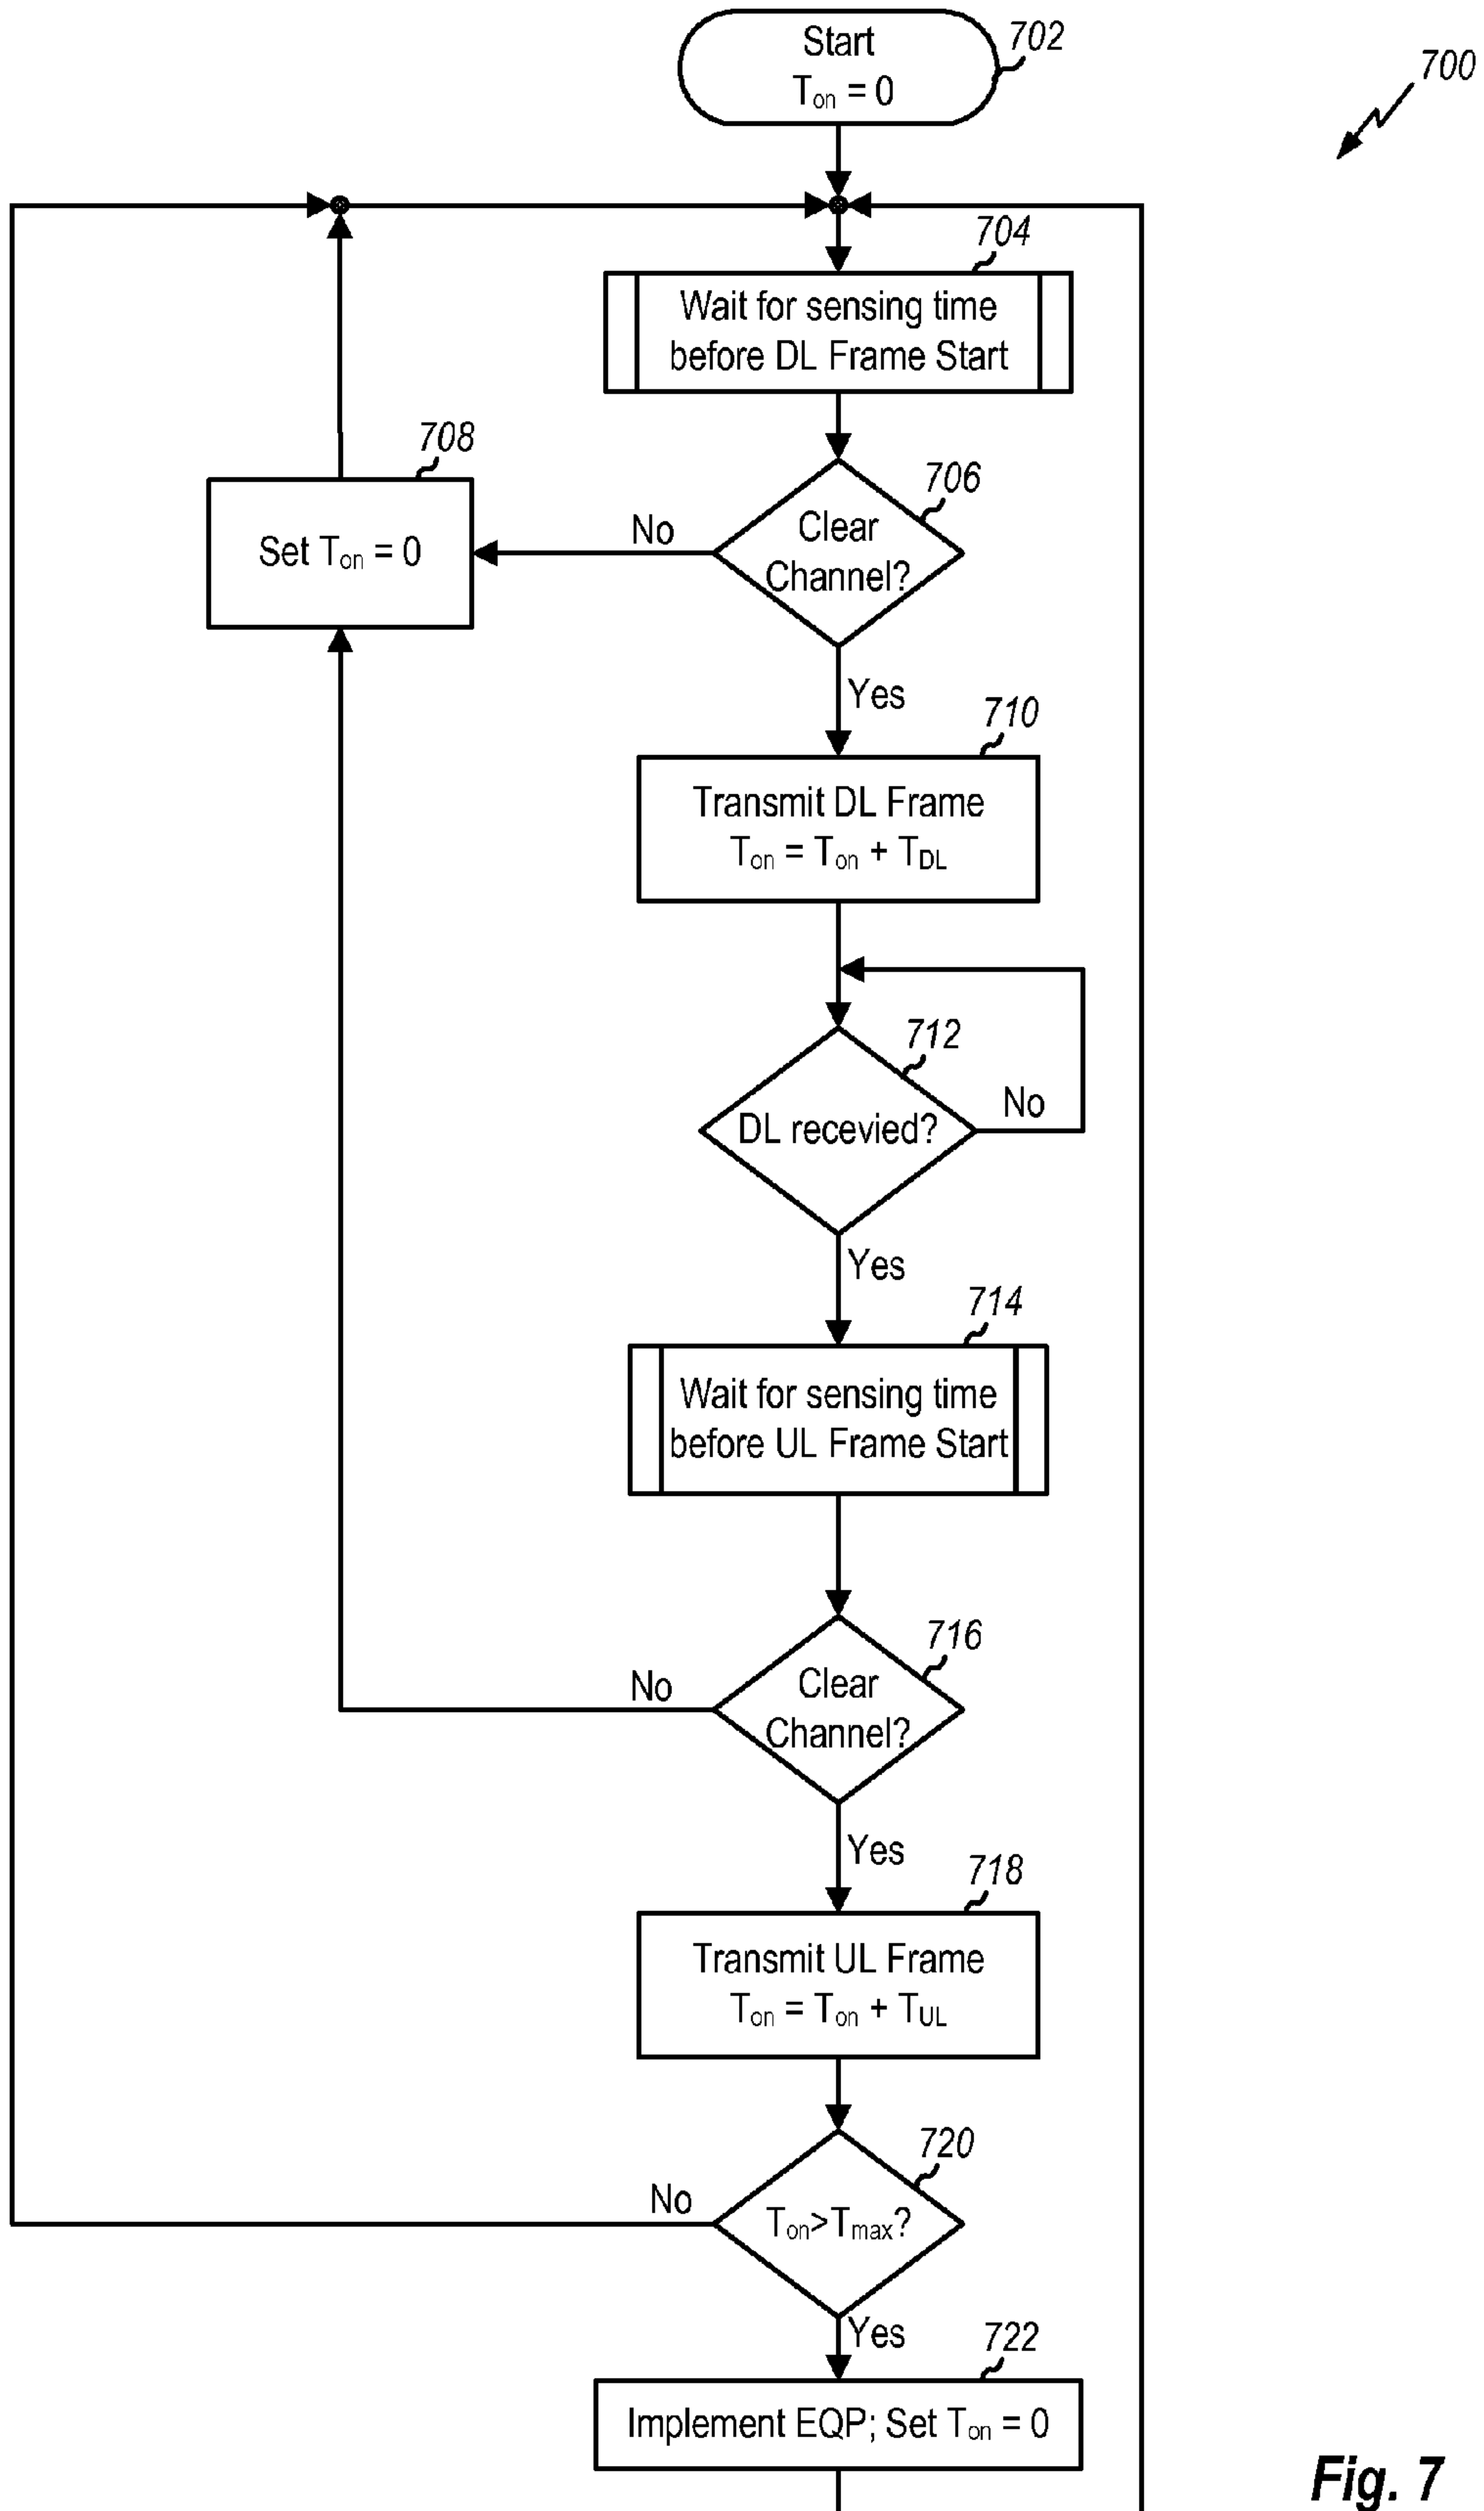 Start
702
Ton = 0
700
704
Wait for sensing time
before DL Frame Start
708
706
Set Ton = 0
No
Clear
Channel?
Yes
710
Transmit DL Frame
Ton = Ton + TDL
712
DL recevied?
No
Yes
714
Wait for sensing time
before UL Frame Start
716
No
Clear
Channel?
Yes
718
Transmit UL Frame
Ton = Ton + TUL
720
No
Ton>Tmax?
Yes
722
Implement EQP; Set Ton = 0
Fig. 7